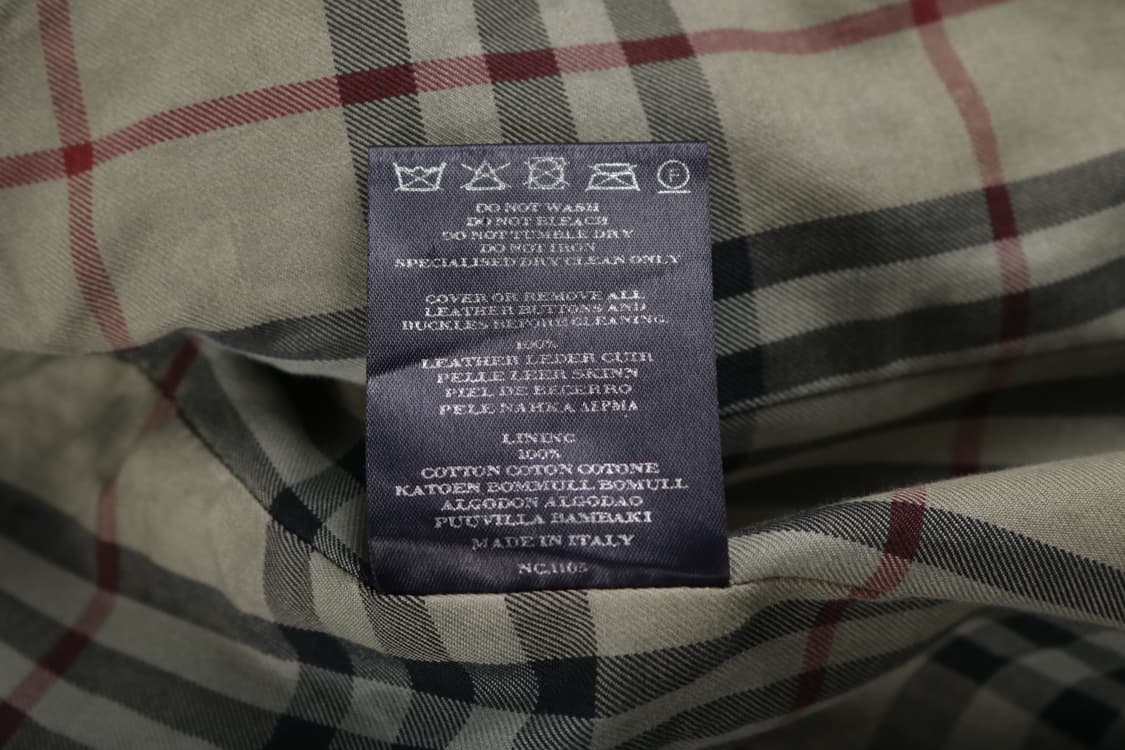 F
DO NOT WASH
DO NOT BLEACH
DO NOT TUMBLE DRY
DO NOT IRON
SPECIALISED DRY CLEAN ONLY
COVER OR REMOVE ALL
LEATHER BUTTONS AND
BUCKLES BEFORE CLEANING.
100%
LEATHER LEDER CUIR
PELLE LEER SKINN
PIEL DE BECERRO
PELE NAHKA ΔΕΡΜΑ
LINING
100%
COTTON COTON COTONE
KATOEN BOMMULL BOMULL
ALGODON ALGODAO
PUUVILLA BAMBAKI
MADE IN ITALY
NC.1105